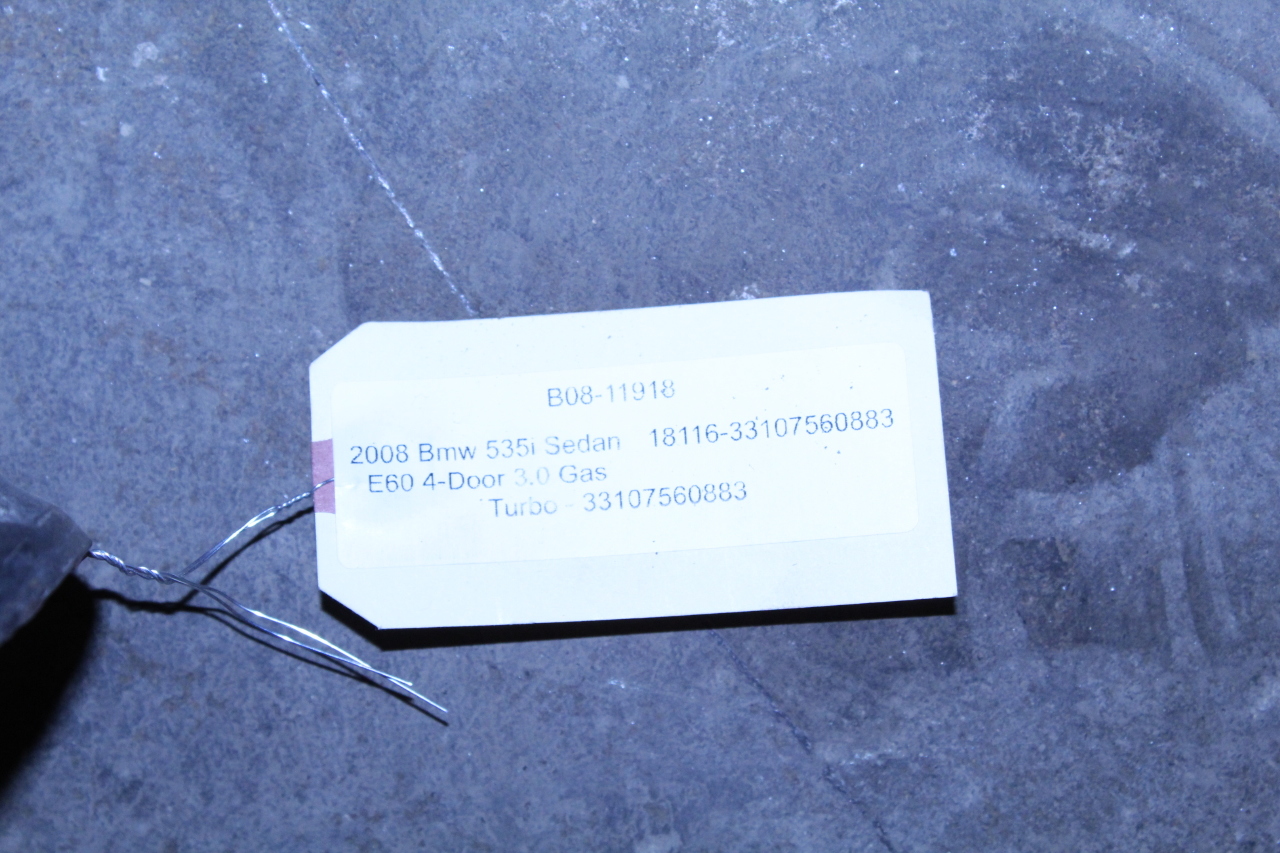 B08-11918
2008 Bmw 535i Sedan 18116-33107560883
E60 4-Door 3.0 Gas
Turbo - 33107560883